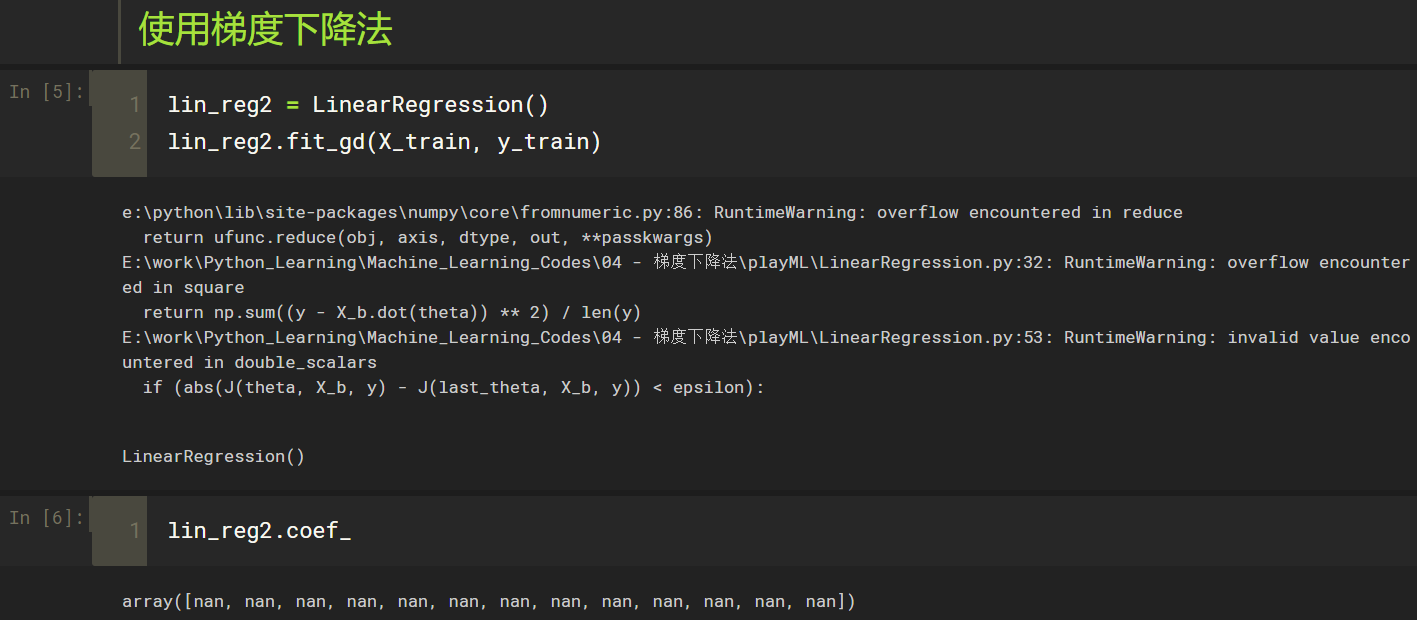 使用梯度下降法
In [5]:
1 lin_reg2 = LinearRegression()
2 lin_reg2.fit_gd(X_train, y_train)
e:\python\lib\site-packages\numpy\core\fromnumeric.py:86: RuntimeWarning: overflow encountered in reduce
  return ufunc.reduce(obj, axis, dtype, out, **passkwargs)
E:\work\Python_Learning\Machine_Learning_Codes\04 - 梯度下降法\playML\LinearRegression.py:32: RuntimeWarning: overflow encounter
ed in square
  return np.sum((y - X_b.dot(theta)) ** 2) / len(y)
E:\work\Python_Learning\Machine_Learning_Codes\04 - 梯度下降法\playML\LinearRegression.py:53: RuntimeWarning: invalid value enco
untered in double_scalars
  if (abs(J(theta, X_b, y) - J(last_theta, X_b, y)) < epsilon):
LinearRegression()
In [6]:
1 lin_reg2.coef_
array([nan, nan, nan, nan, nan, nan, nan, nan, nan, nan, nan, nan, nan])